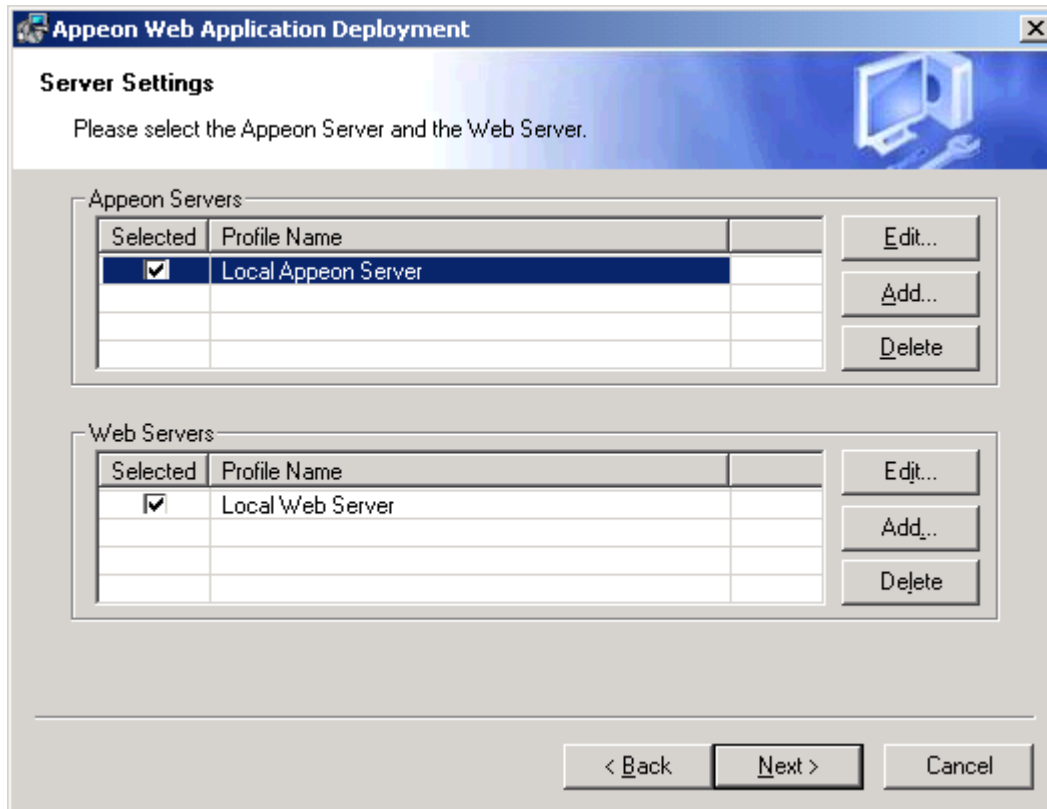 Appeon Web Application Deployment
Server Settings
Please select the Appeon Server and the Web Server.
Appeon Servers
Selected Profile Name
Edit...
Local Appeon Server
Add...
Delete
Web Servers
Selected Profile Name
Edit...
Local Web Server
Add...
Delete
< Back Next > Cancel